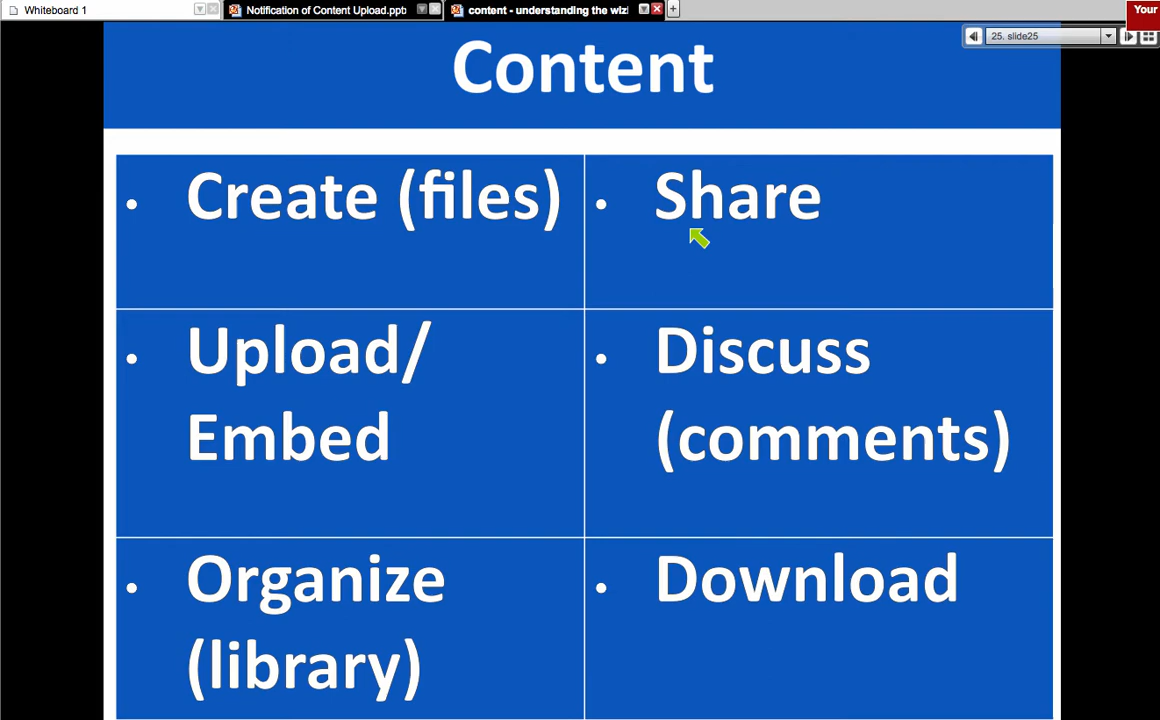 Whiteboard 1
Notification of Content Upload.ppb
content - understanding the wiz
Your
25. slide25
Content
• Create (files)
• Share
• Upload/
Embed
• Discuss
(comments)
• Organize
(library)
• Download